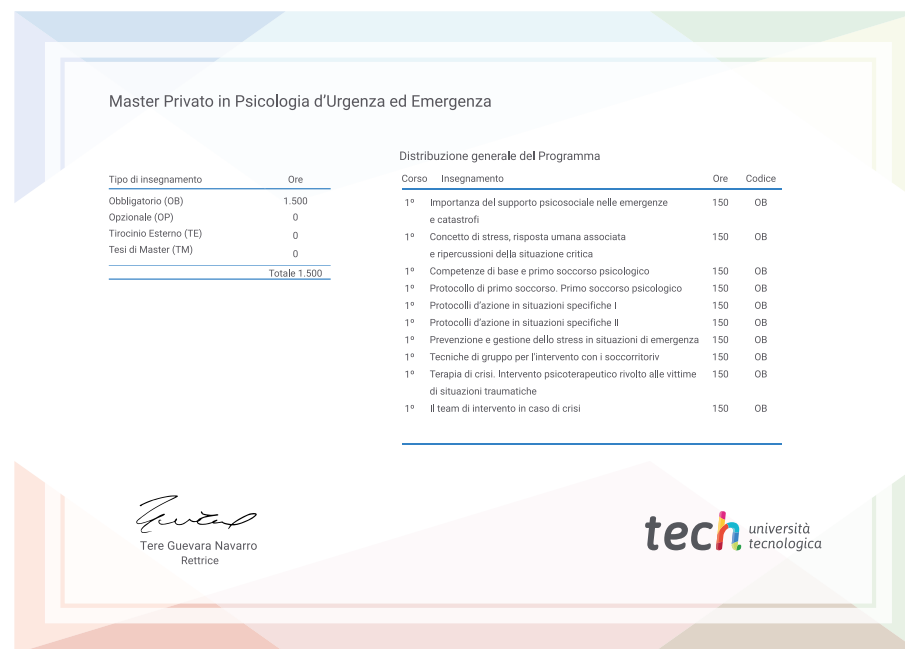 Master Privato in Psicologia d'Urgenza ed Emergenza
Tipo di insegnamento Ore
Obbligatorio (OB) 1.500
Opzionale (OP) 0
Tirocinio Esterno (TE) 0
Tesi di Master (TM) 0
Totale 1.500
Distribuzione generale del Programma
Corso Insegnamento Ore Codice
1º Importanza del supporto psicosociale nelle emergenze 150 OB
e catastrofi
1º Concetto di stress, risposta umana associata 150 OB
e ripercussioni della situazione critica
1º Competenze di base e primo soccorso psicologico 150 OB
1º Protocollo di primo soccorso. Primo soccorso psicologico 150 OB
1º Protocolli d'azione in situazioni specifiche I 150 OB
1º Protocolli d'azione in situazioni specifiche II 150 OB
1º Prevenzione e gestione dello stress in situazioni di emergenza 150 OB
1º Tecniche di gruppo per l'intervento con i soccorritoriv 150 OB
1º Terapia di crisi. Intervento psicoterapeutico rivolto alle vittime 150 OB
di situazioni traumatiche
1º Il team di intervento in caso di crisi 150 OB
Tere Guevara Navarro
Rettrice
tech università
tecnologica